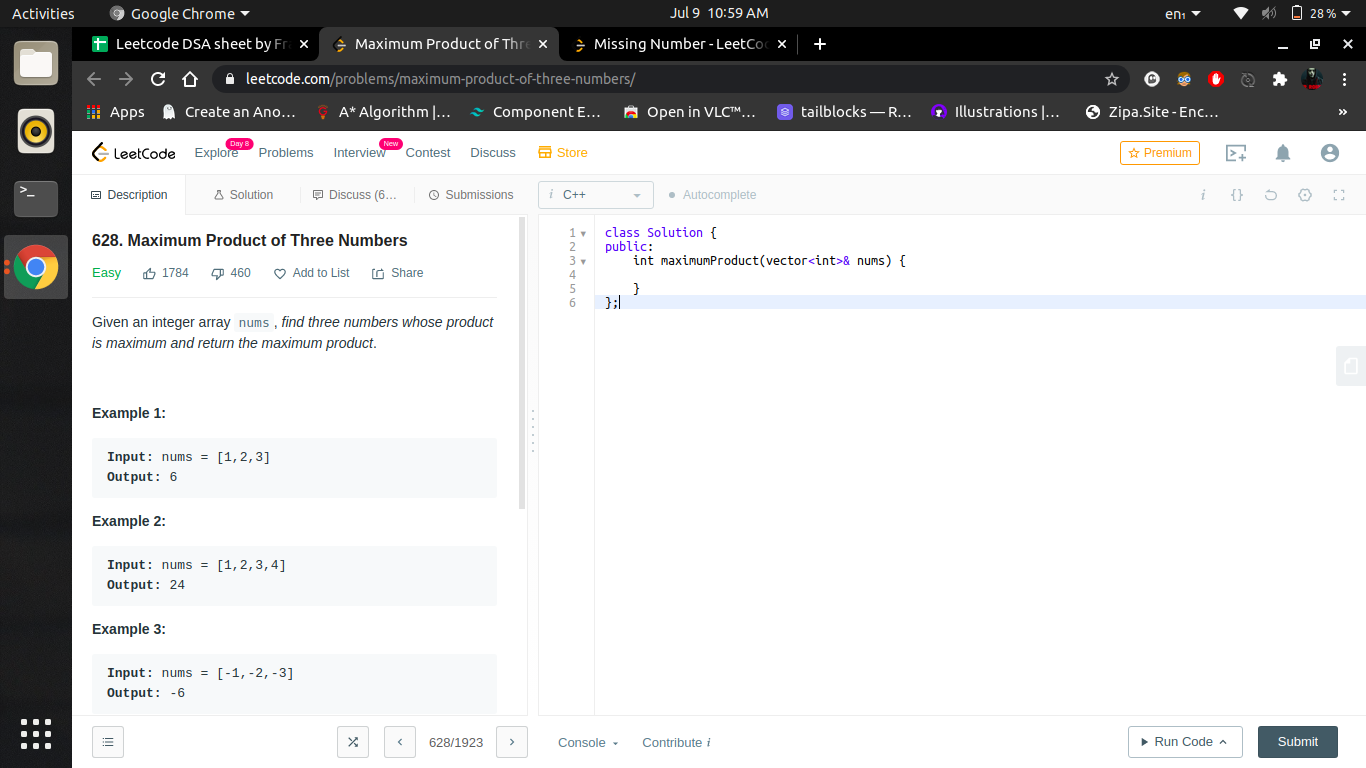 Activities Google Chrome Jul 9 10:59 AM en₁ 28 %
Leetcode DSA sheet by Fr Maximum Product of Thre Missing Number - LeetCo
leetcode.com/problems/maximum-product-of-three-numbers/
Apps Create an Ano... A* Algorithm |... Component E... Open in VLC™... tailblocks — R... Illustrations |... Zipa.Site - Enc... »
LeetCode Explore Day 8 Problems Interview New Contest Discuss Store Premium
Description Solution Discuss (6... Submissions i C++ Autocomplete i {}
628. Maximum Product of Three Numbers
Easy 1784 460 Add to List Share
Given an integer array nums, find three numbers whose product
is maximum and return the maximum product.
Example 1:
Input: nums = [1,2,3]
Output: 6
Example 2:
Input: nums = [1,2,3,4]
Output: 24
Example 3:
Input: nums = [-1,-2,-3]
Output: -6
1 class Solution {
2 public:
3 int maximumProduct(vector<int>& nums) {
4
5 }
6 };
628/1923 Console Contribute i Run Code Submit